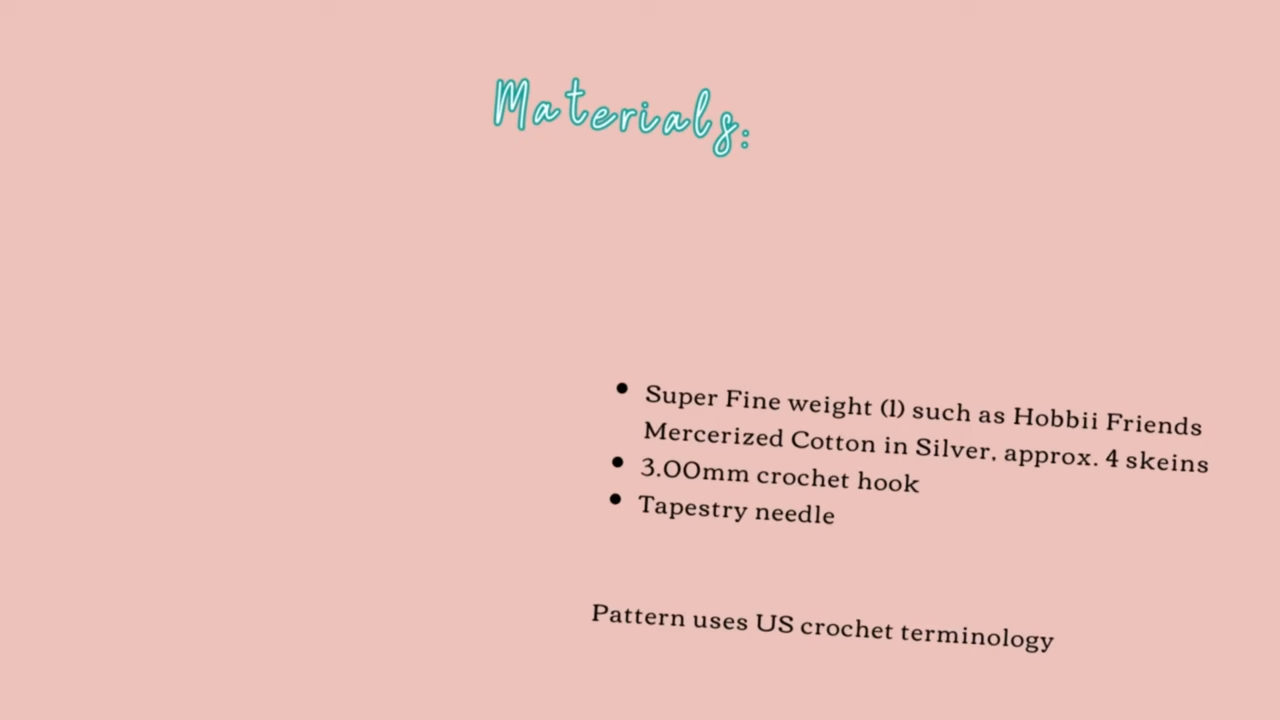 Materials:
• Super Fine weight (1) such as Hobbii Friends
Mercerized Cotton in Silver, approx. 4 skeins
• 3.00mm crochet hook
• Tapestry needle
Pattern uses US crochet terminology